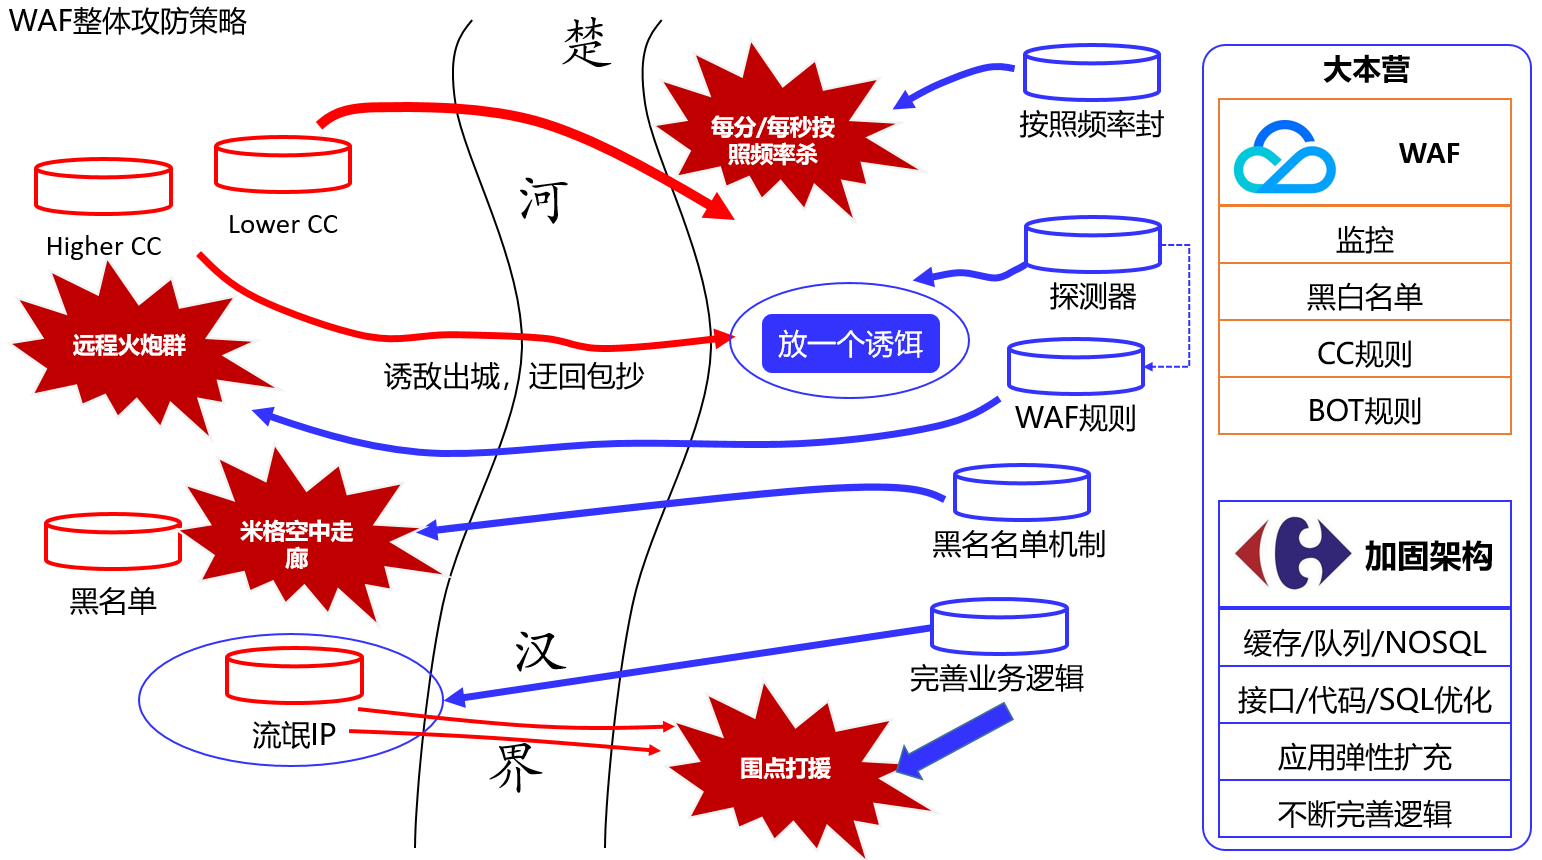 WAF整体攻防策略
楚
河
汉
界
Higher CC
Lower CC
远程火炮群
诱敌出城，迂回包抄
米格空中走
廊
黑名单
流氓IP
每分/每秒按
照频率杀
按照频率封
探测器
放一个诱饵
WAF规则
黑名名单机制
完善业务逻辑
围点打援
大本营
WAF
监控
黑白名单
CC规则
BOT规则
加固架构
缓存/队列/NOSQL
接口/代码/SQL优化
应用弹性扩充
不断完善逻辑